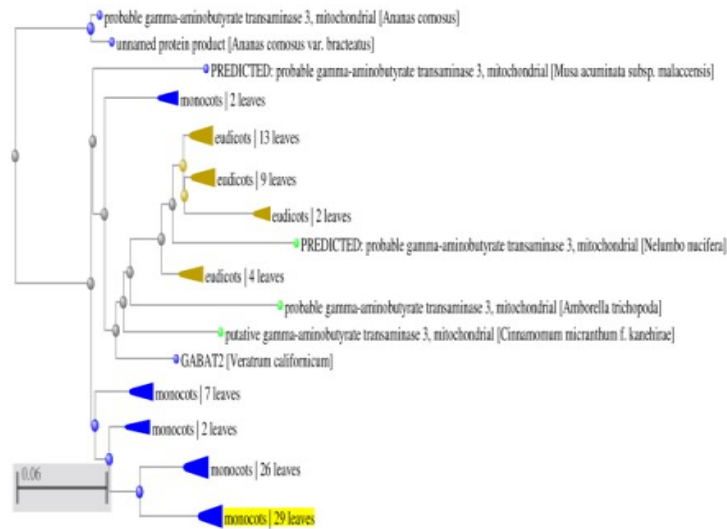 probable gamma-aminobutyrate transaminase 3, mitochondrial [Ananas comosus]
unnamed protein product [Ananas comosus var. bracteatus]
PREDICTED: probable gamma-aminobutyrate transaminase 3, mitochondrial [Musa acuminata subsp. malaccensis]
monocots | 2 leaves
eudicots | 13 leaves
eudicots | 9 leaves
eudicots | 2 leaves
PREDICTED: probable gamma-aminobutyrate transaminase 3, mitochondrial [Nelumbo nucifera]
eudicots | 4 leaves
probable gamma-aminobutyrate transaminase 3, mitochondrial [Amborella trichopoda]
putative gamma-aminobutyrate transaminase 3, mitochondrial [Cinnamomum micranthum f. kanehirae]
GABAT2 [Veratrum californicum]
monocots | 7 leaves
monocots | 2 leaves
monocots | 26 leaves
0.06
monocots | 29 leaves